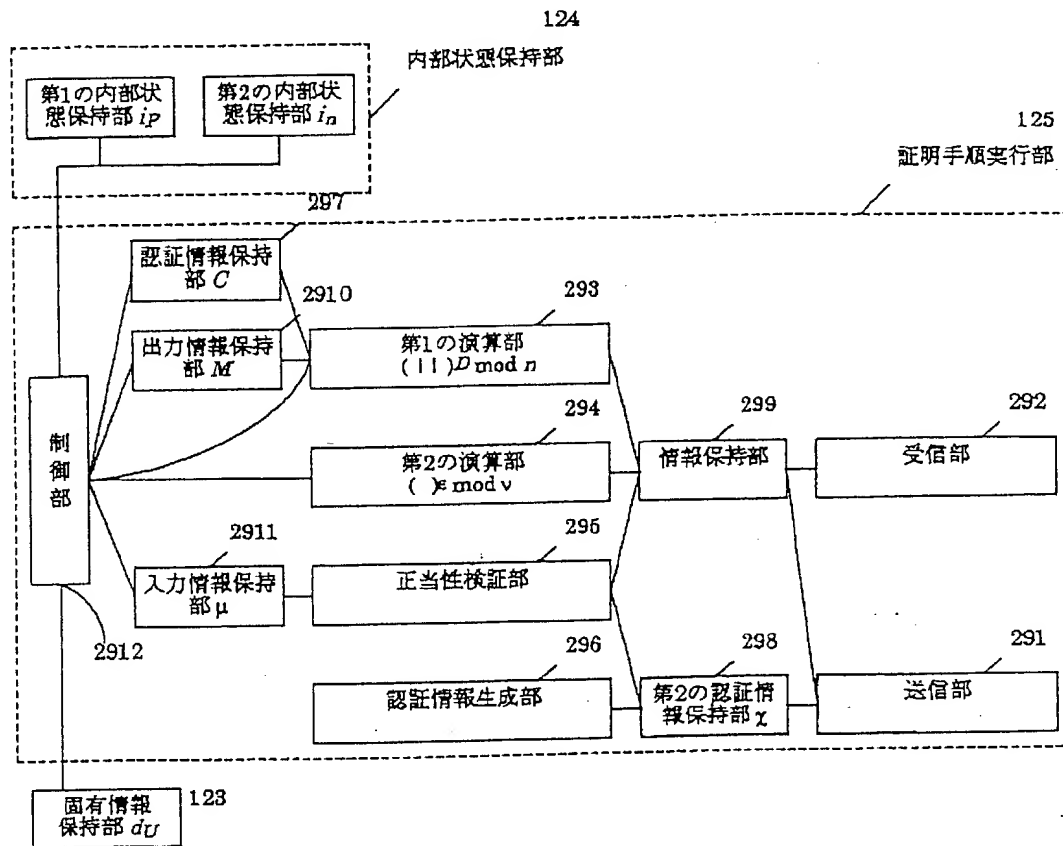 124
内部状態保持部
第1の内部状
態保持部 iP
第2の内部状
態保持部 in
125
証明手順実行部
297
認証情報保持
部 C
2910
出力情報保持
部 M
293
第1の演算部
( || )D mod n
制
御
部
294
第2の演算部
( )ε mod ν
299
情報保持部
292
受信部
2911
入力情報保持
部 μ
295
正当性検証部
2912
296
認証情報生成部
298
第2の認証情
報保持部 χ
291
送信部
固有情報
保持部 dU
123